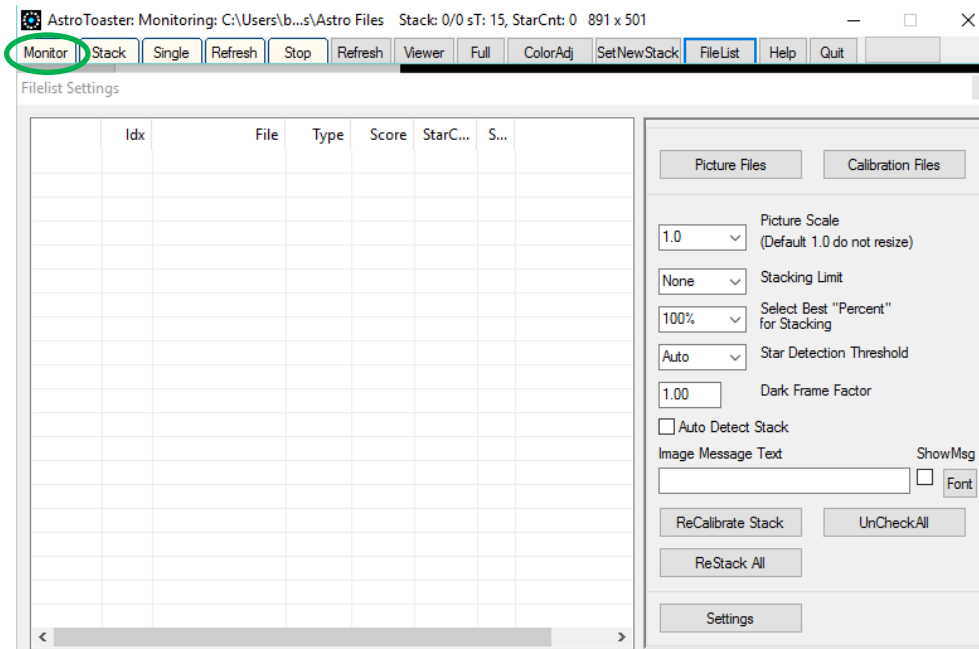 AstroToaster: Monitoring: C:\Users\b...s\Astro Files Stack: 0/0 sT: 15, StarCnt: 0 891 x 501
Monitor Stack Single Refresh Stop Refresh Viewer Full ColorAdj SetNewStack FileList Help Quit
Filelist Settings
Idx File Type Score StarC... S...
Picture Files Calibration Files
1.0 Picture Scale
(Default 1.0 do not resize)
None Stacking Limit
100% Select Best "Percent"
for Stacking
Auto Star Detection Threshold
1.00 Dark Frame Factor
Auto Detect Stack
Image Message Text ShowMsg
Font
ReCalibrate Stack UnCheckAll
ReStack All
Settings